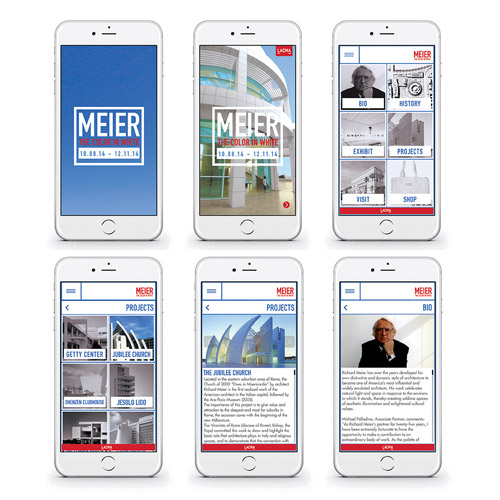 MEIER
THE COLOR IN WHITE
10.08.14 - 12.11.14
LACMA
MEIER
THE COLOR IN WHITE
10.08.14 - 12.11.14
MEIER
BIO
HISTORY
EXHIBIT
PROJECTS
VISIT
SHOP
LACMA
MEIER
PROJECTS
GETTY CENTER
JUBILEE CHURCH
SHENZEN CLUBHOUSE
JESOLO LIDO
LACMA
MEIER
PROJECTS
THE JUBILEE CHURCH
Located in the eastern suburban area of Rome, the
Church of 2000 "Dives in Misericordia" by architect
Richard Meier is the first realized work of the
American architect in the Italian capital, followed by
the Ara Pacis Museum (2010).
The importance of this project is to give value and
attraction to the deepest and most far suburbs in
Rome, the occasion came with the beginning of the
new Millennium.
The Vicariato of Rome (diocese of Rome's Bishop, the
Pope) committed this work to show and highlight the
basic role that architecture plays in Italy and religious
spaces, and to demonstrate that the connection with
LACMA
MEIER
BIO
Richard Meier has over the years developed his
own distinctive and dynamic style of architecture to
become one of America's most influential and
widely emulated architects. His work celebrates
natural light and space in response to the environs
in which it stands, thereby creating sublime spaces
of aesthetic illumination and enlightened cultural
values.
Michael Palladino, Associate Partner, comments
"As Richard Meier's partner for twenty-five years, I
have been extremely fortunate to have the
opportunity to make a contribution to an
extraordinary body of work. As the palette of
LACMA